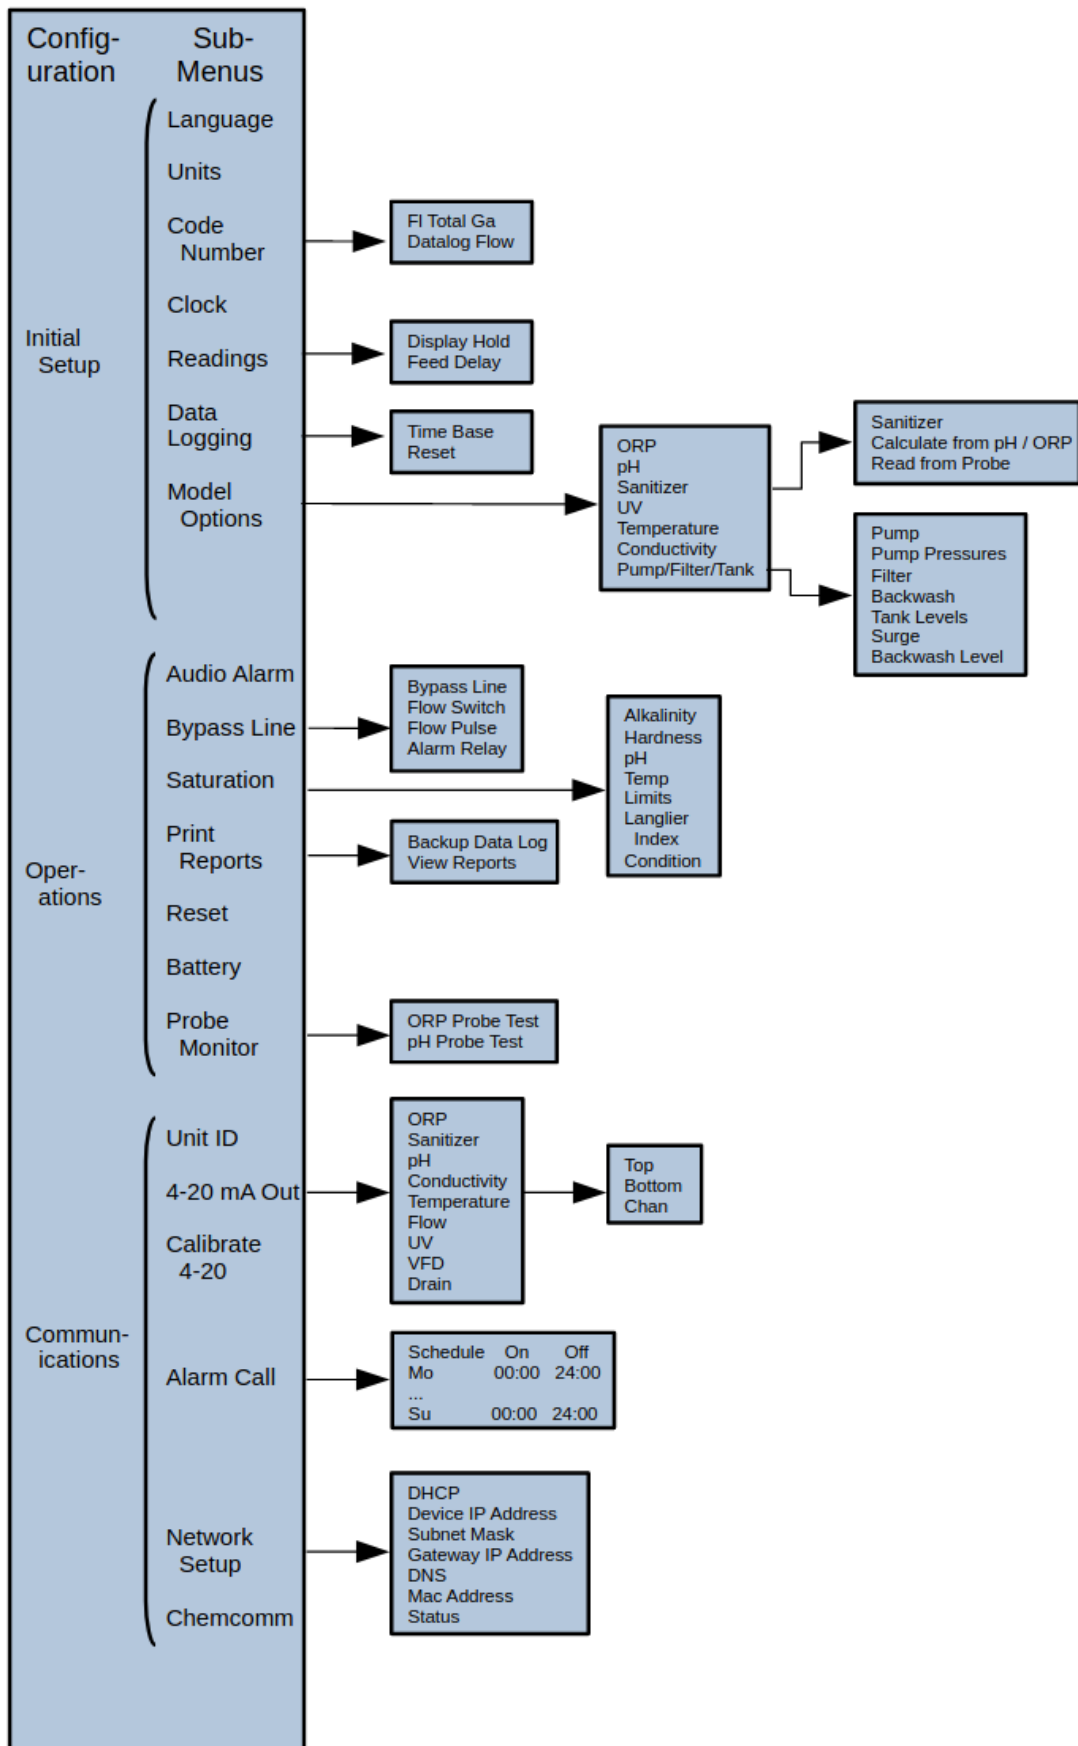 Config-
uration
Sub-
Menus
Initial
Setup
Language
Units
Code
Number
Clock
Readings
Data
Logging
Model
Options
Fl Total Ga
Datalog Flow
Display Hold
Feed Delay
Time Base
Reset
ORP
pH
Sanitizer
UV
Temperature
Conductivity
Pump/Filter/Tank
Sanitizer
Calculate from pH / ORP
Read from Probe
Pump
Pump Pressures
Filter
Backwash
Tank Levels
Surge
Backwash Level
Oper-
ations
Audio Alarm
Bypass Line
Saturation
Print
Reports
Reset
Battery
Probe
Monitor
Bypass Line
Flow Switch
Flow Pulse
Alarm Relay
Alkalinity
Hardness
pH
Temp
Limits
Langlier
Index
Condition
Backup Data Log
View Reports
ORP Probe Test
pH Probe Test
Commun-
ications
Unit ID
4-20 mA Out
Calibrate
4-20
Alarm Call
Network
Setup
Chemcomm
ORP
Sanitizer
pH
Conductivity
Temperature
Flow
UV
VFD
Drain
Top
Bottom
Chan
Schedule On Off
Mo 00:00 24:00
...
Su 00:00 24:00
DHCP
Device IP Address
Subnet Mask
Gateway IP Address
DNS
Mac Address
Status